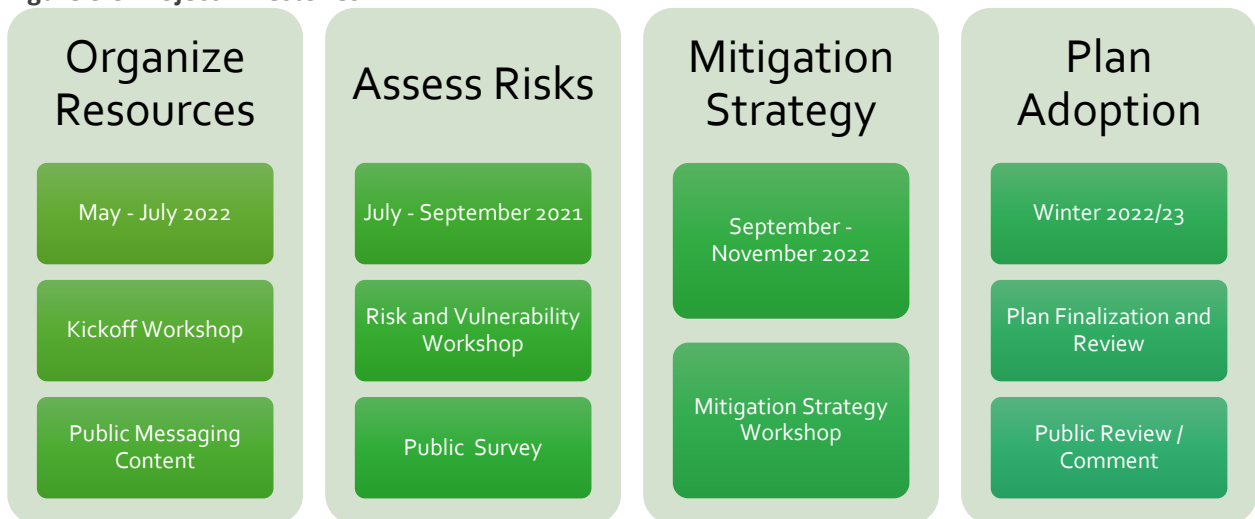 Organize
Resources
May - July 2022
Kickoff Workshop
Public Messaging
Content
Assess Risks
July - September 2021
Risk and Vulnerability
Workshop
Public Survey
Mitigation
Strategy
September -
November 2022
Mitigation Strategy
Workshop
Plan
Adoption
Winter 2022/23
Plan Finalization and
Review
Public Review /
Comment